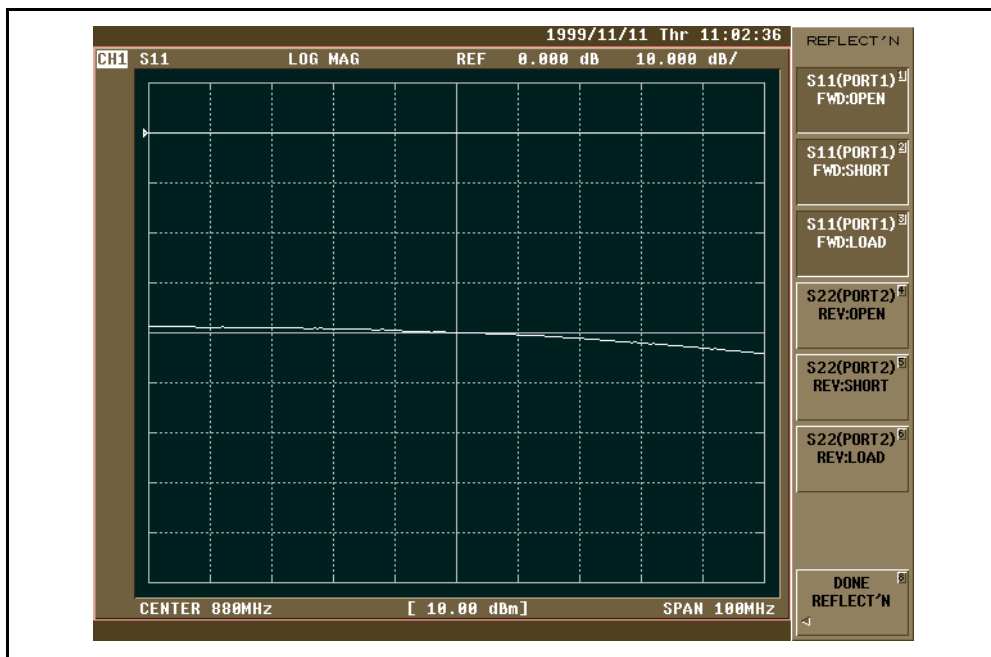 1999/11/11 Thr 11:02:36
CH1 S11 LOG MAG REF 0.000 dB 10.000 dB/
CENTER 880MHz [ 10.00 dBm] SPAN 100MHz
REFLECT'N
S11(PORT1) 1
FWD:OPEN
S11(PORT1) 2
FWD:SHORT
S11(PORT1) 3
FWD:LOAD
S22(PORT2) 4
REV:OPEN
S22(PORT2) 5
REV:SHORT
S22(PORT2) 6
REV:LOAD
DONE 8
REFLECT'N